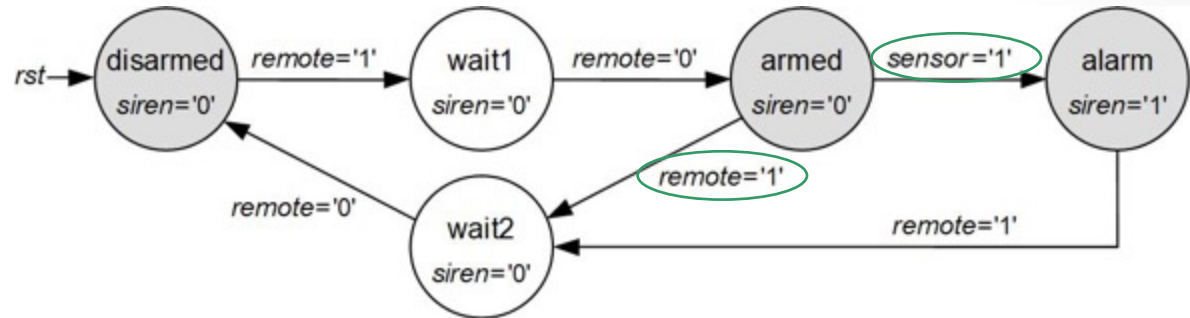 rst
disarmed
siren='0'
remote='1'
wait1
siren='0'
remote='0'
armed
siren='0'
sensor='1'
alarm
siren='1'
remote='1'
remote='0'
wait2
siren='0'
remote='1'